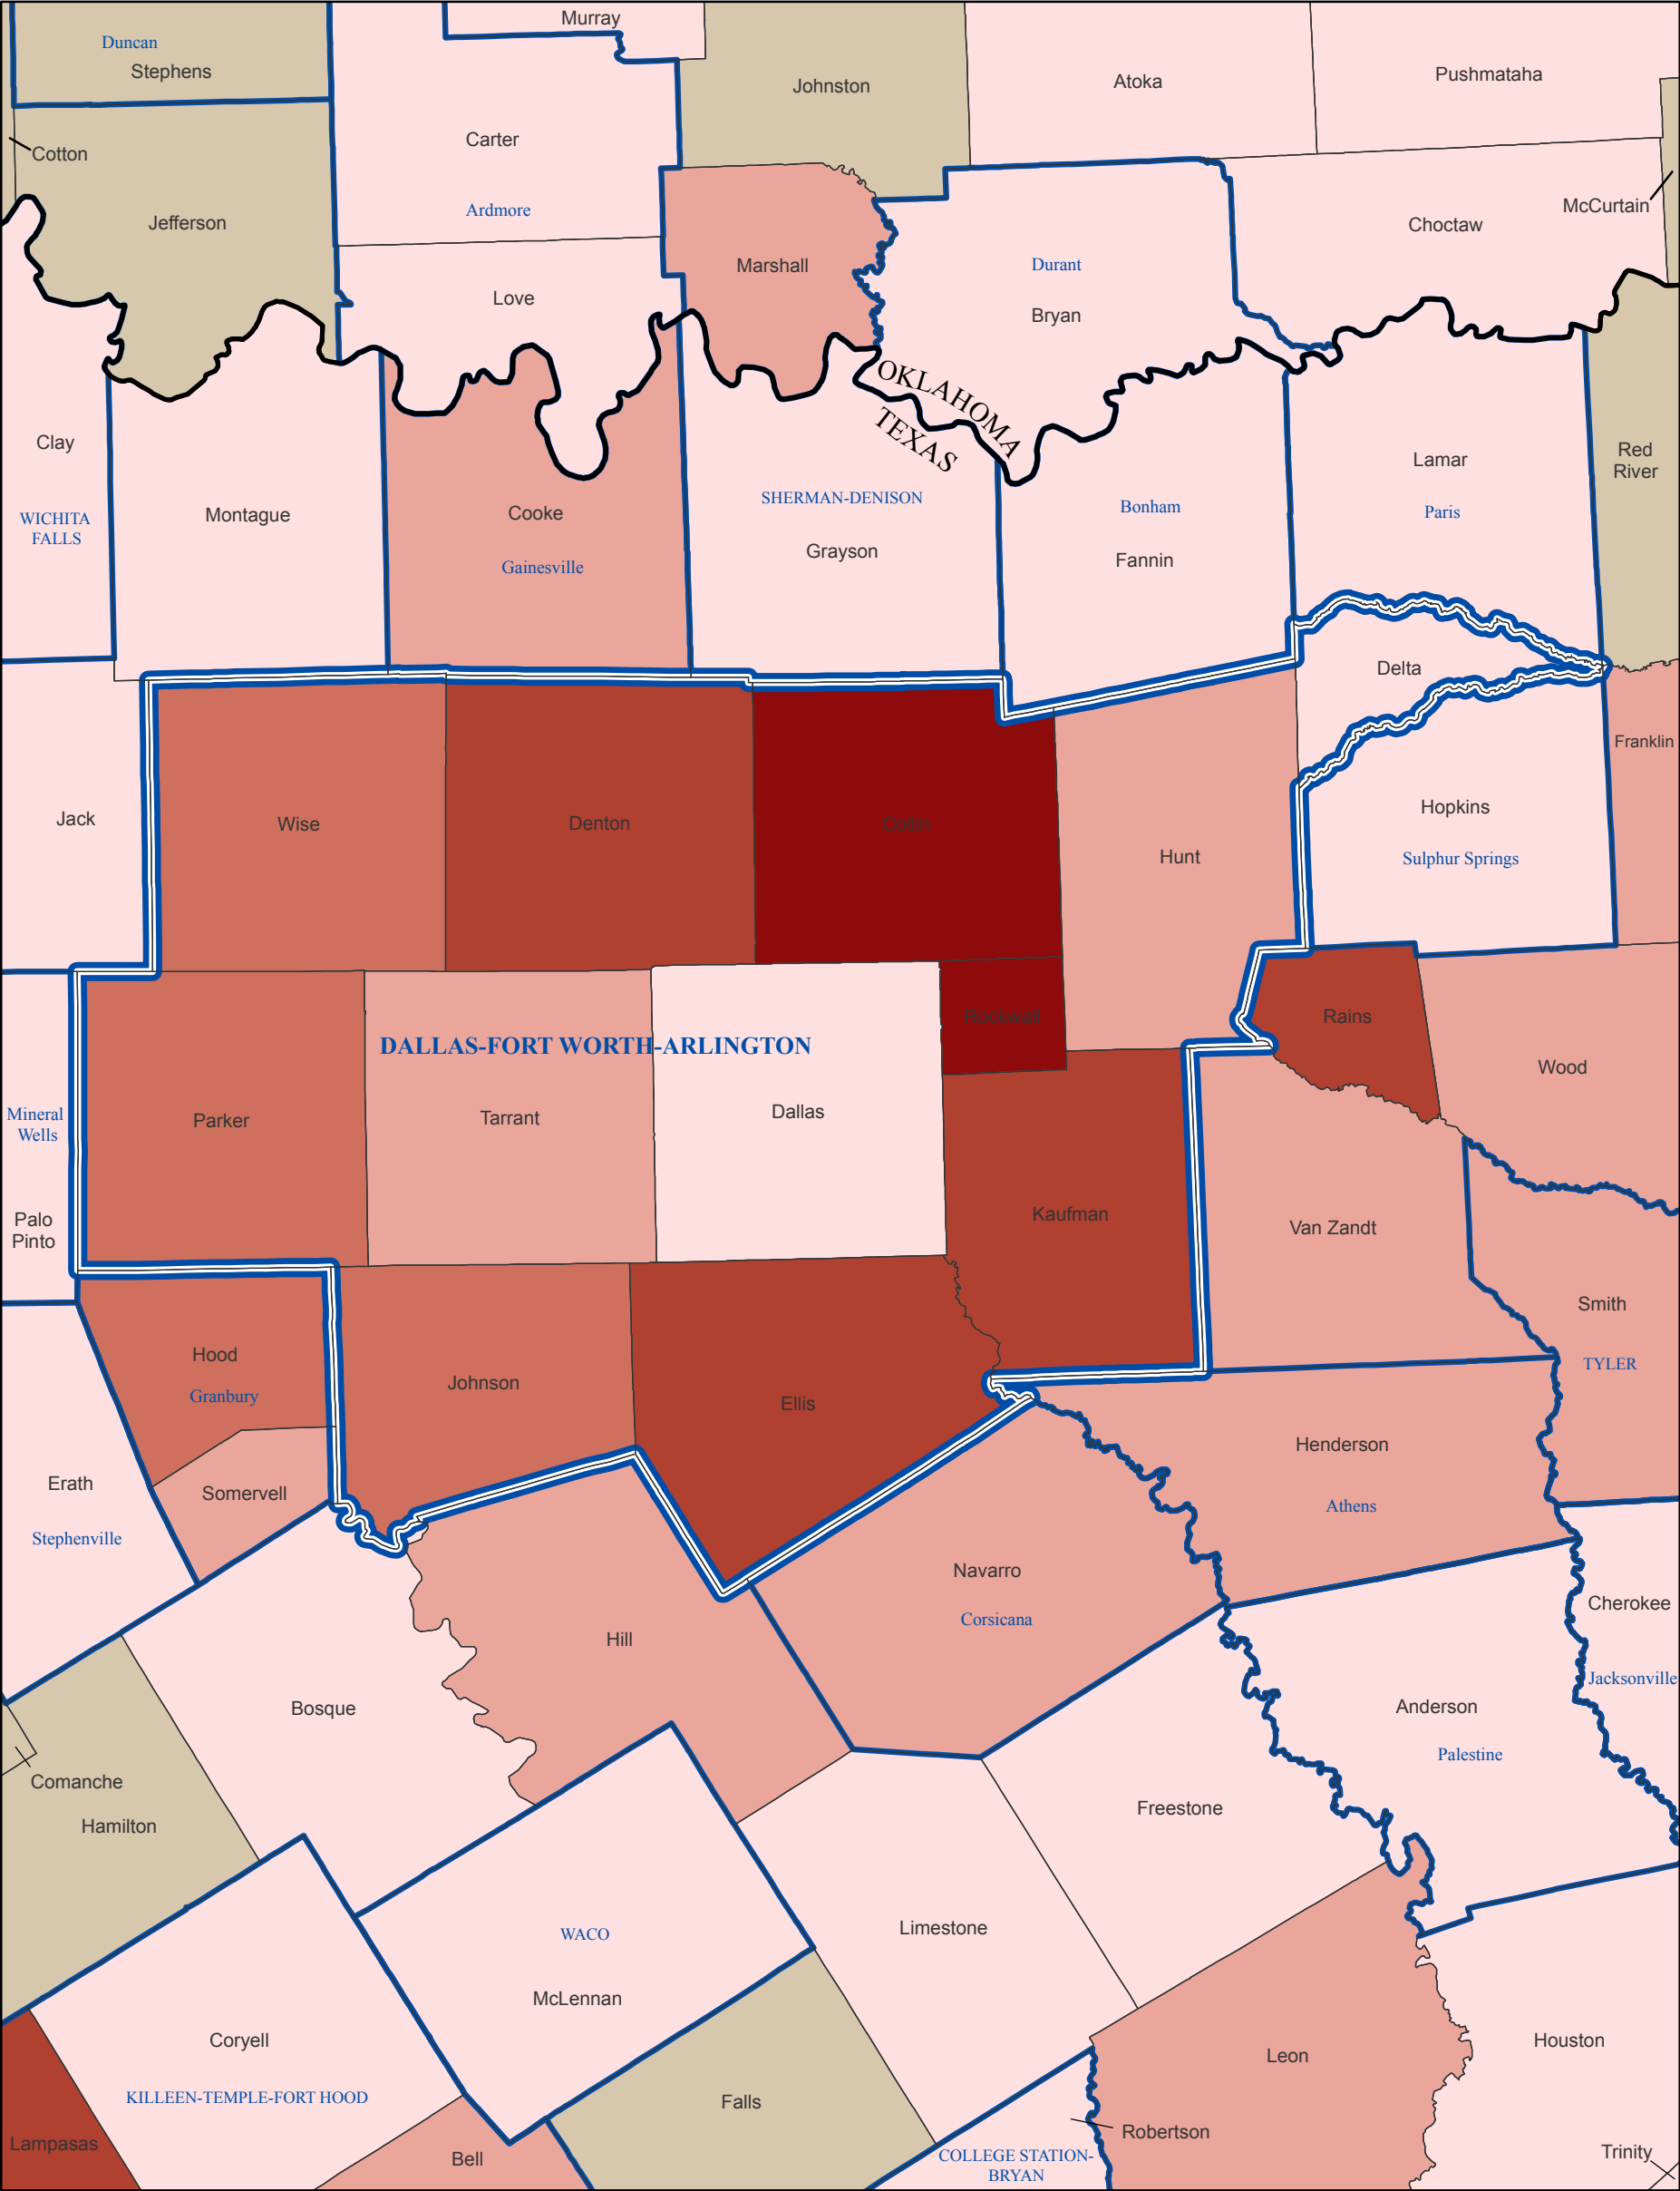 Murray
Duncan
Stephens
Johnston
Atoka
Pushmataha
Cotton
Carter
Jefferson
Ardmore
McCurtain
Choctaw
Marshall
Durant
Love
Bryan
OKLAHOMA
TEXAS
Clay
WICHITA
FALLS
Montague
Cooke
Gainesville
SHERMAN-DENISON
Grayson
Bonham
Fannin
Lamar
Paris
Red
River
Delta
Franklin
Jack
Wise
Denton
Collin
Hunt
Hopkins
Sulphur Springs
DALLAS-FORT WORTH-ARLINGTON
Rockwall
Rains
Wood
Mineral
Wells
Parker
Tarrant
Dallas
Palo
Pinto
Kaufman
Van Zandt
Smith
TYLER
Hood
Granbury
Johnson
Ellis
Henderson
Athens
Erath
Stephenville
Somervell
Navarro
Corsicana
Cherokee
Jacksonville
Hill
Bosque
Anderson
Palestine
Comanche
Hamilton
Freestone
Limestone
WACO
McLennan
Coryell
KILLEEN-TEMPLE-FORT HOOD
Leon
Houston
Falls
Lampasas
Bell
Robertson
COLLEGE STATION-
BRYAN
Trinity